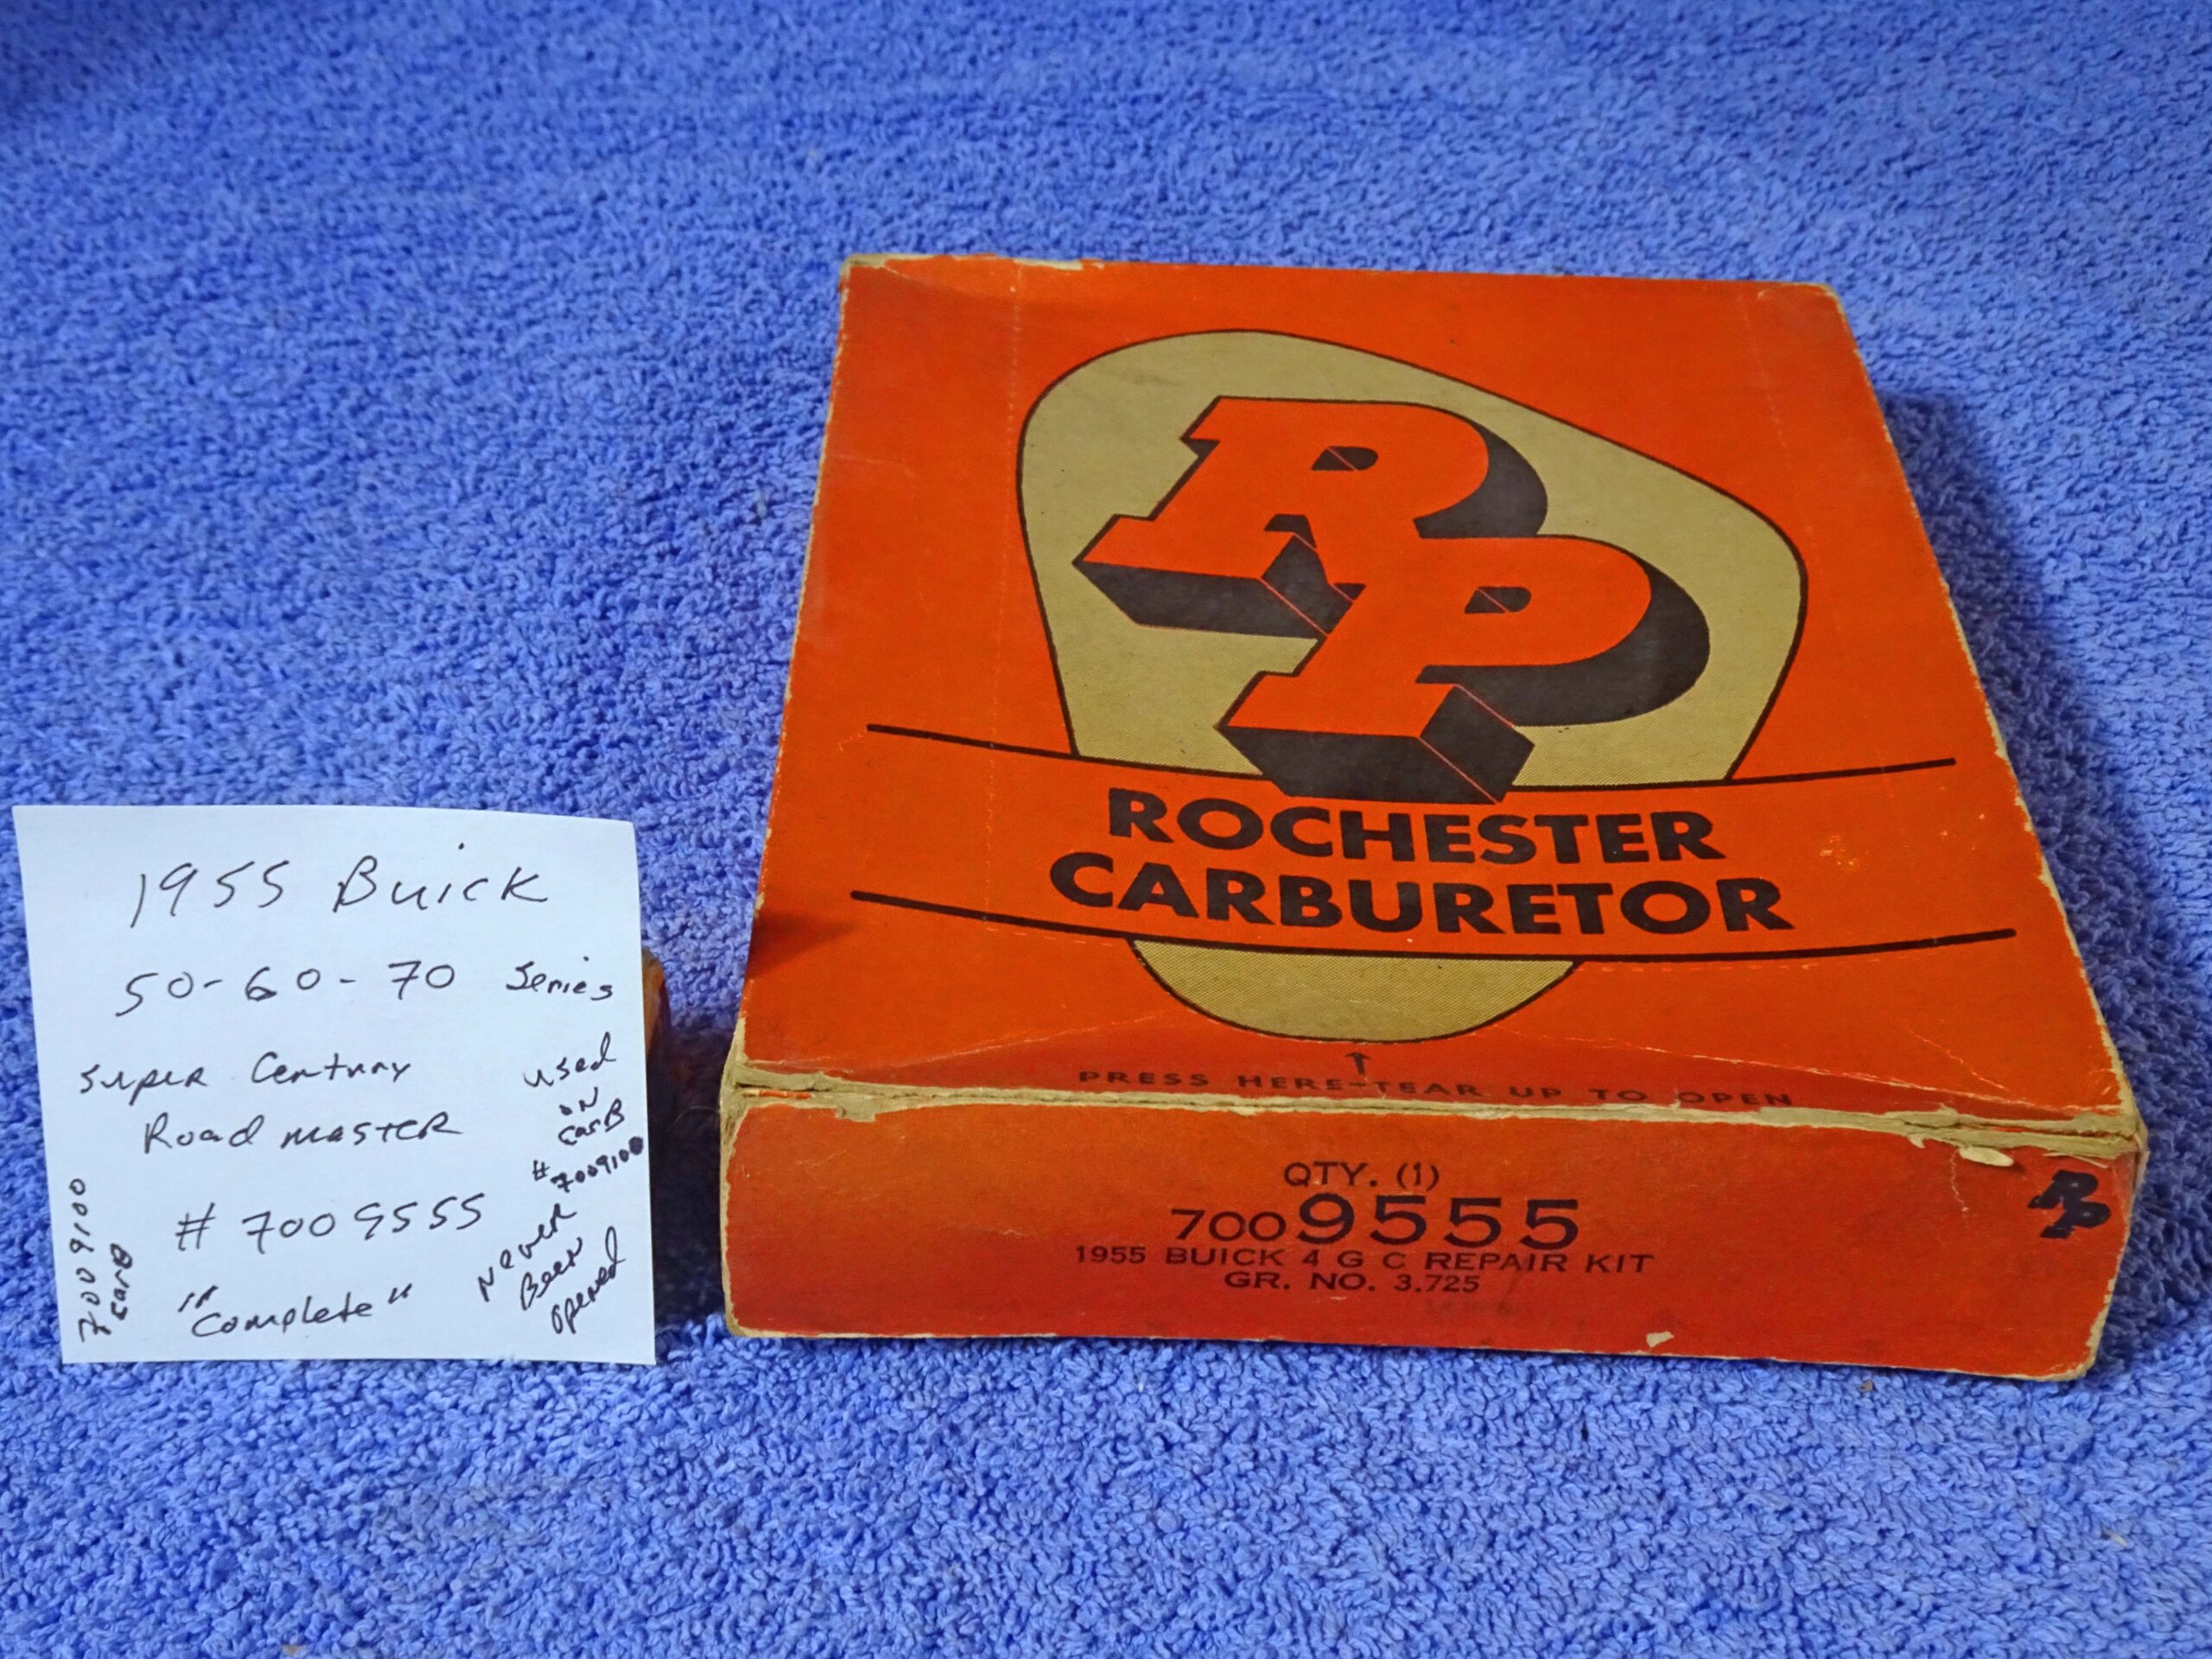 1955 Buick
50-60-70 Series
Super Century
Road master
# 7009555
"Complete"
used
on
carB
# 7009100
Never
Been
opened
7009100
carB
RP
ROCHESTER
CARBURETOR
PRESS HERE-TEAR UP TO OPEN
QTY. (1)
7009555
1955 BUICK 4 G C REPAIR KIT
GR. NO. 3.725
RP